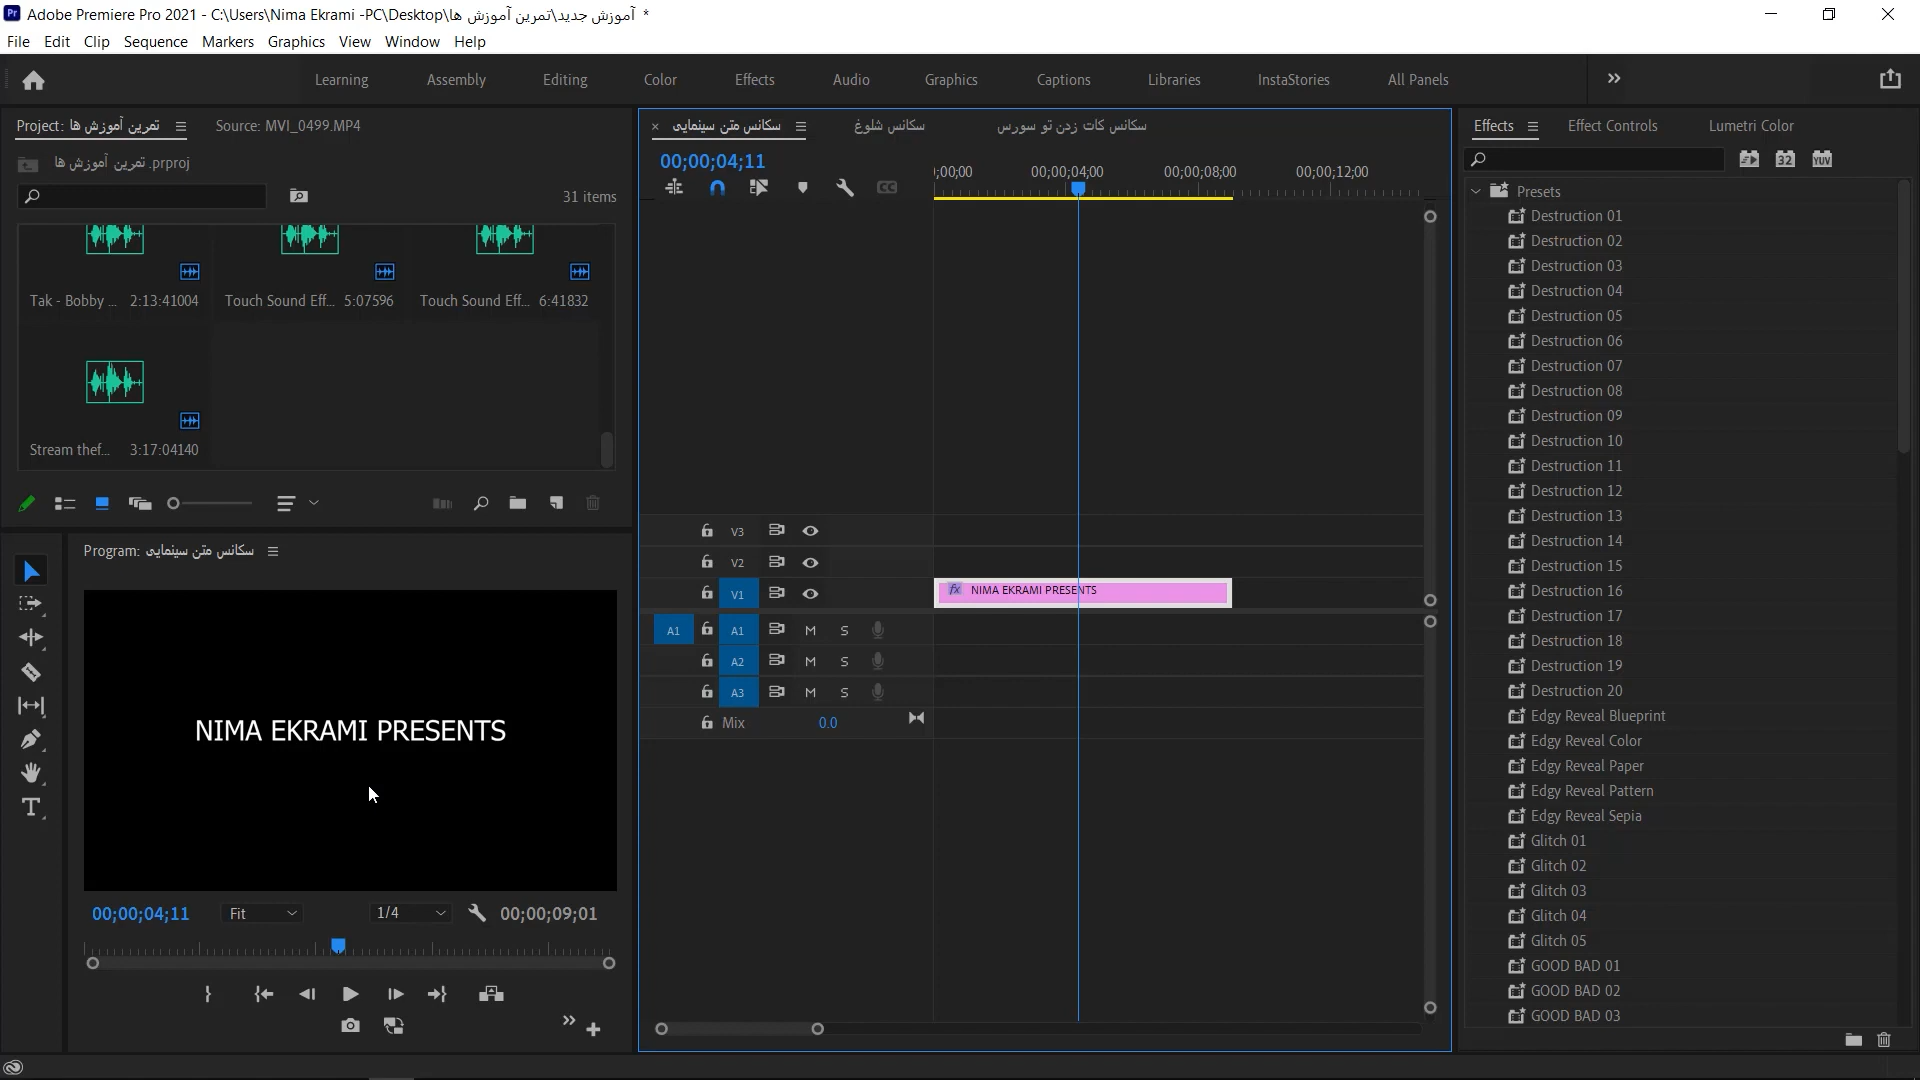 Adobe Premiere Pro 2021 - C:\Users\Nima Ekrami -PC\Desktop\آموزش جدید\تمرین آموزش ها *
File Edit Clip Sequence Markers Graphics View Window Help
Learning Assembly Editing Color Effects Audio Graphics Captions Libraries InstaStories All Panels
Project: تمرین آموزش ها
Source: MVI_0499.MP4
تمرین آموزش ها.prproj
31 items
Tak - Bobby ... 2:13:41004
Touch Sound Eff... 5:07596
Touch Sound Eff... 6:41832
Stream thef... 3:17:04140
Program: سکانس متن سینمایی
NIMA EKRAMI PRESENTS
00;00;04;11
Fit
1/4
00;00;09;01
سکانس متن سینمایی
سکانس شلوغ
سکانس کات زدن تو سورس
00;00;04;11
;00;00
00;00;04;00
00;00;08;00
00;00;12;00
CC
V3
V2
V1
NIMA EKRAMI PRESENTS
A1 A1 M S
A2 M S
A3 M S
Mix 0.0
Effects
Effect Controls
Lumetri Color
32 YUV
Presets
Destruction 01
Destruction 02
Destruction 03
Destruction 04
Destruction 05
Destruction 06
Destruction 07
Destruction 08
Destruction 09
Destruction 10
Destruction 11
Destruction 12
Destruction 13
Destruction 14
Destruction 15
Destruction 16
Destruction 17
Destruction 18
Destruction 19
Destruction 20
Edgy Reveal Blueprint
Edgy Reveal Color
Edgy Reveal Paper
Edgy Reveal Pattern
Edgy Reveal Sepia
Glitch 01
Glitch 02
Glitch 03
Glitch 04
Glitch 05
GOOD BAD 01
GOOD BAD 02
GOOD BAD 03